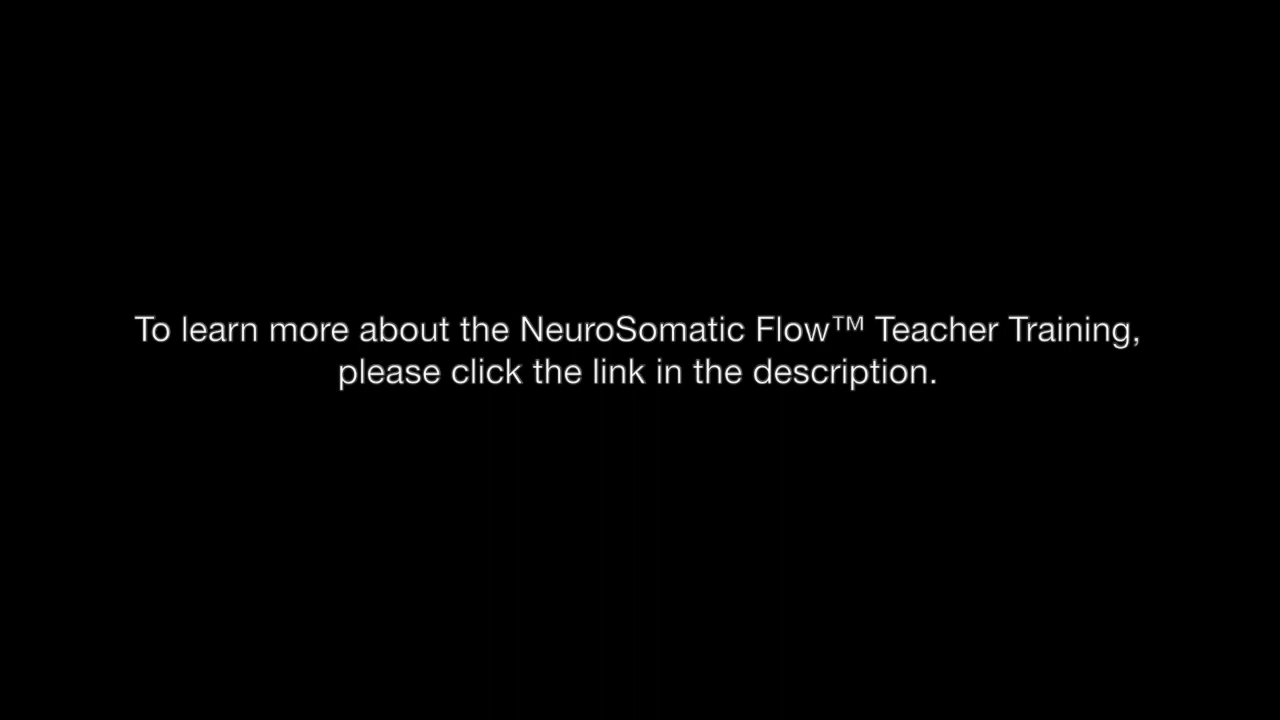 To learn more about the NeuroSomatic Flow™ Teacher Training,
please click the link in the description.